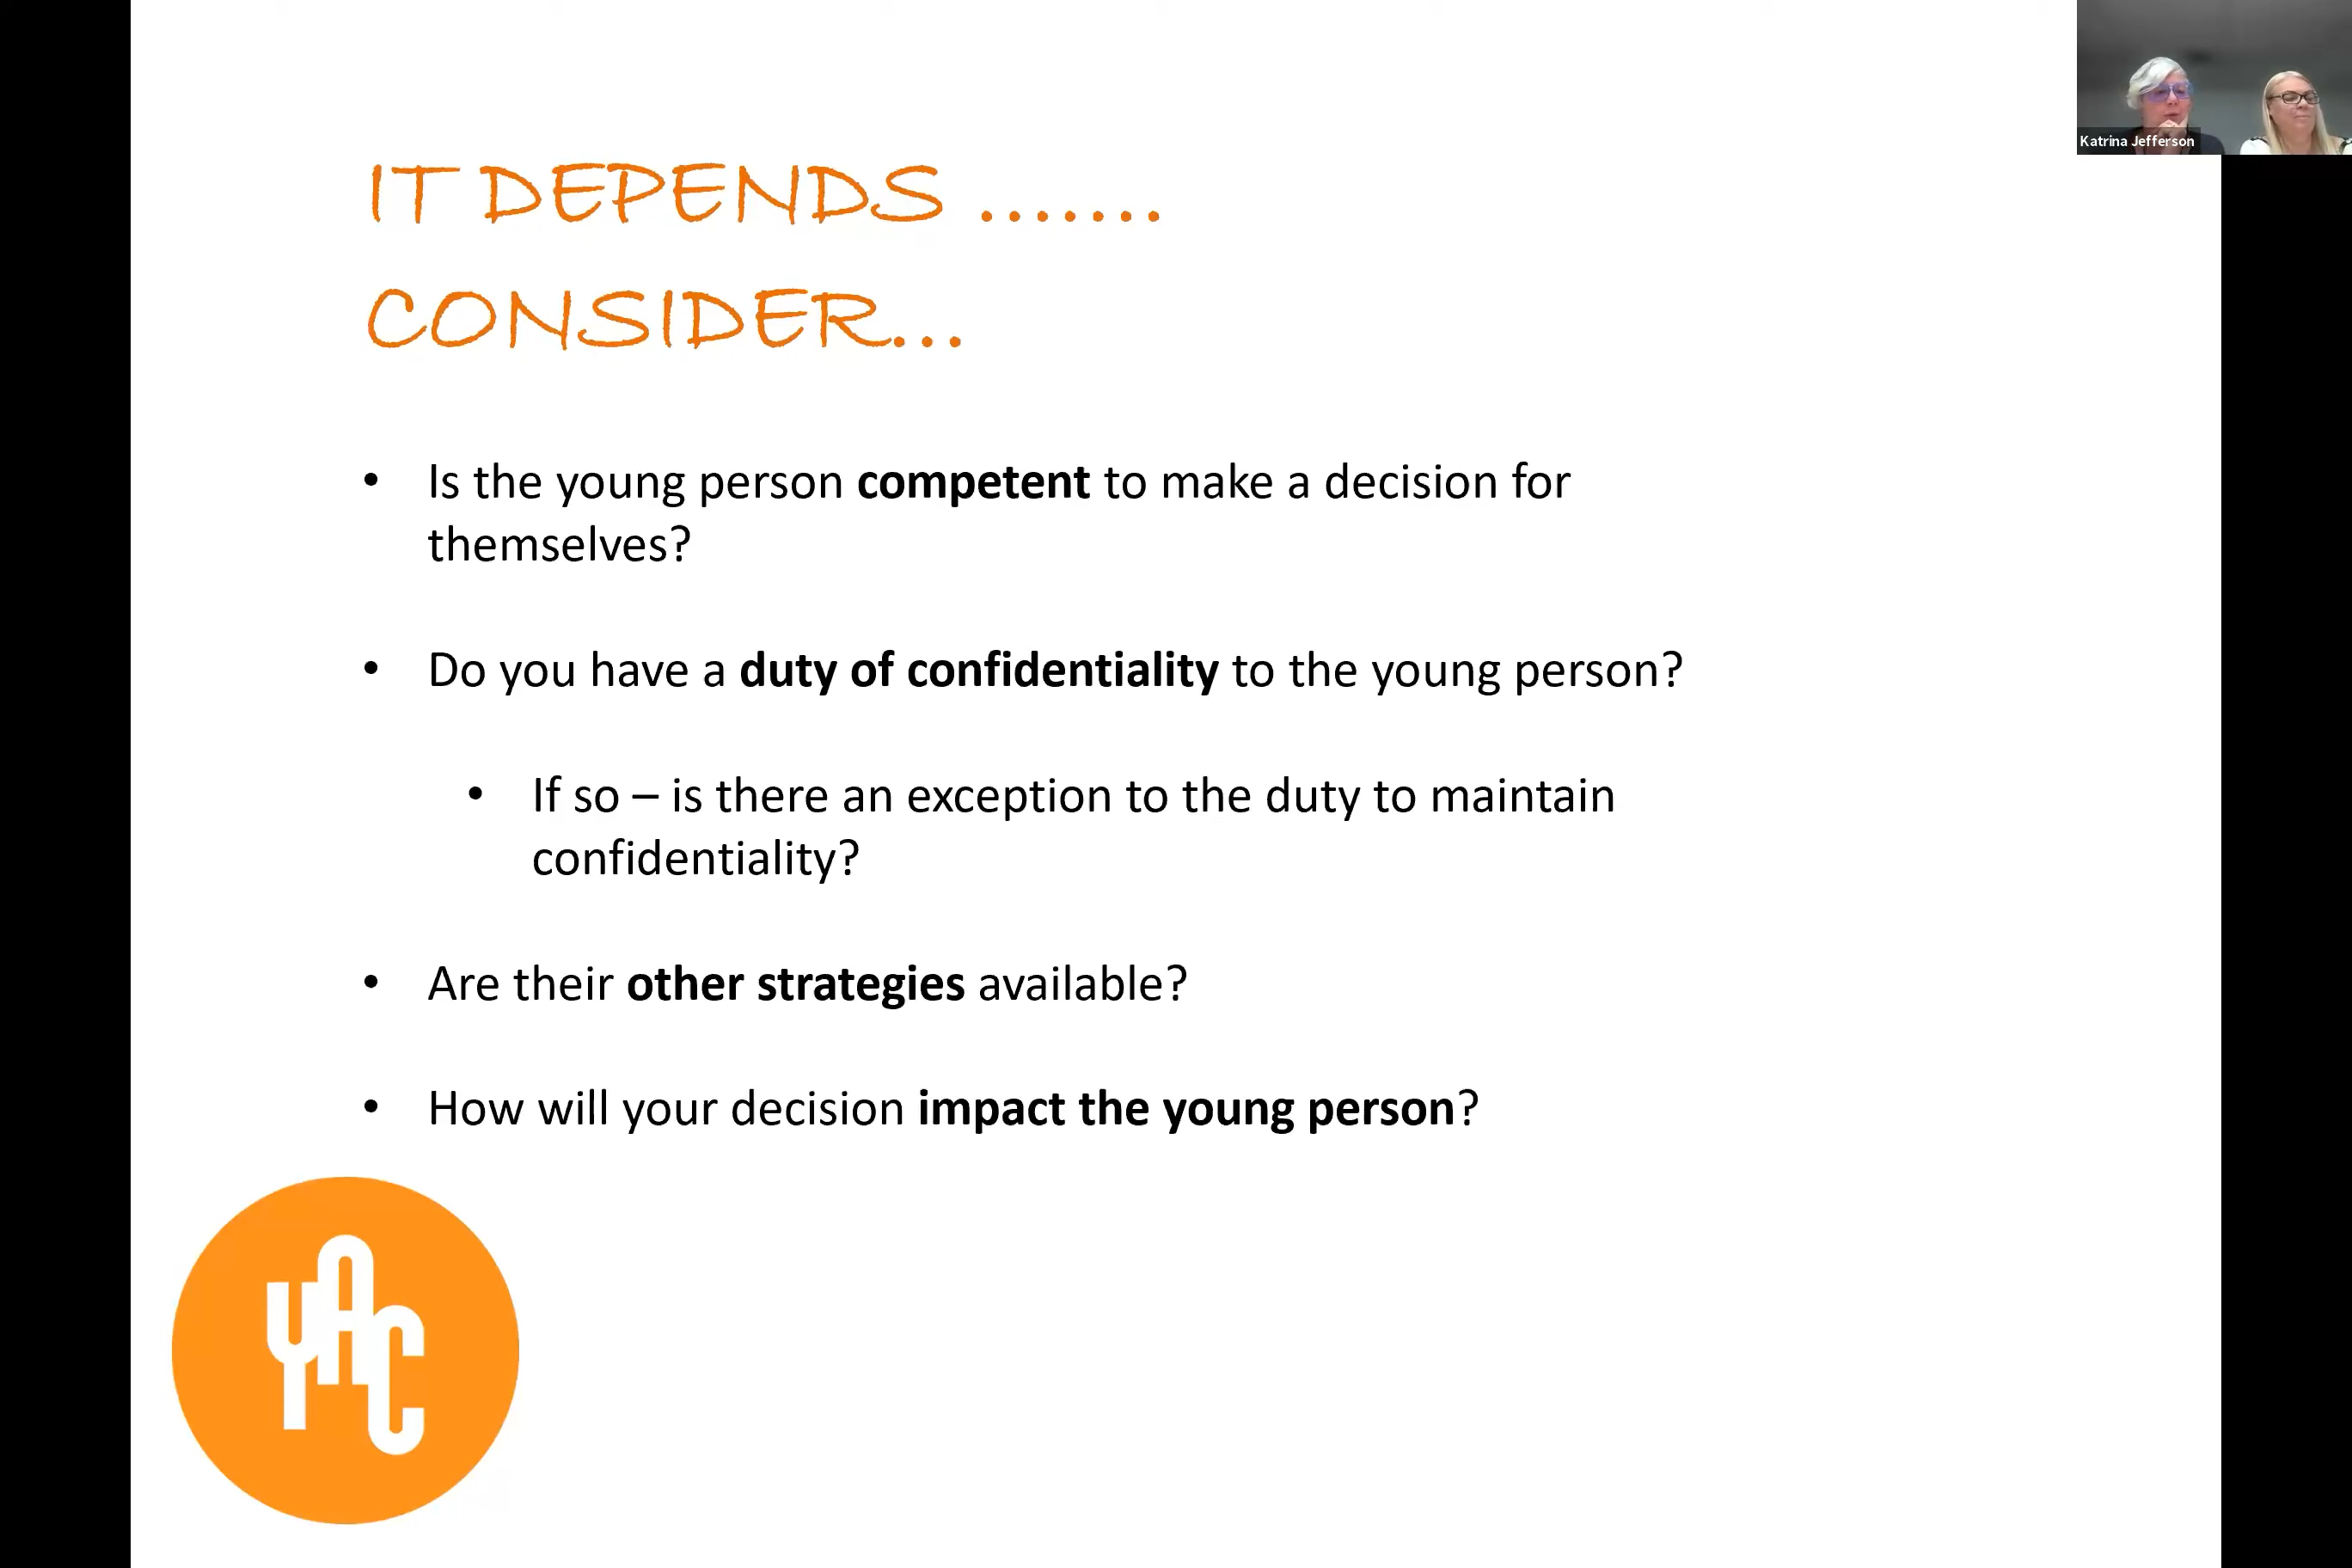 Katrina Jefferson
IT DEPENDS .......
CONSIDER...
• Is the young person competent to make a decision for
themselves?
• Do you have a duty of confidentiality to the young person?
• If so – is there an exception to the duty to maintain
confidentiality?
• Are their other strategies available?
• How will your decision impact the young person?
YAC